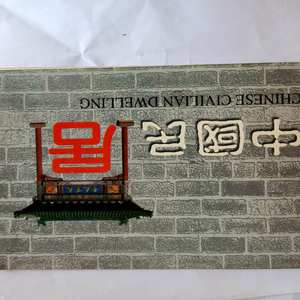 中國民居
CHINESE CIVILIAN DWELLING